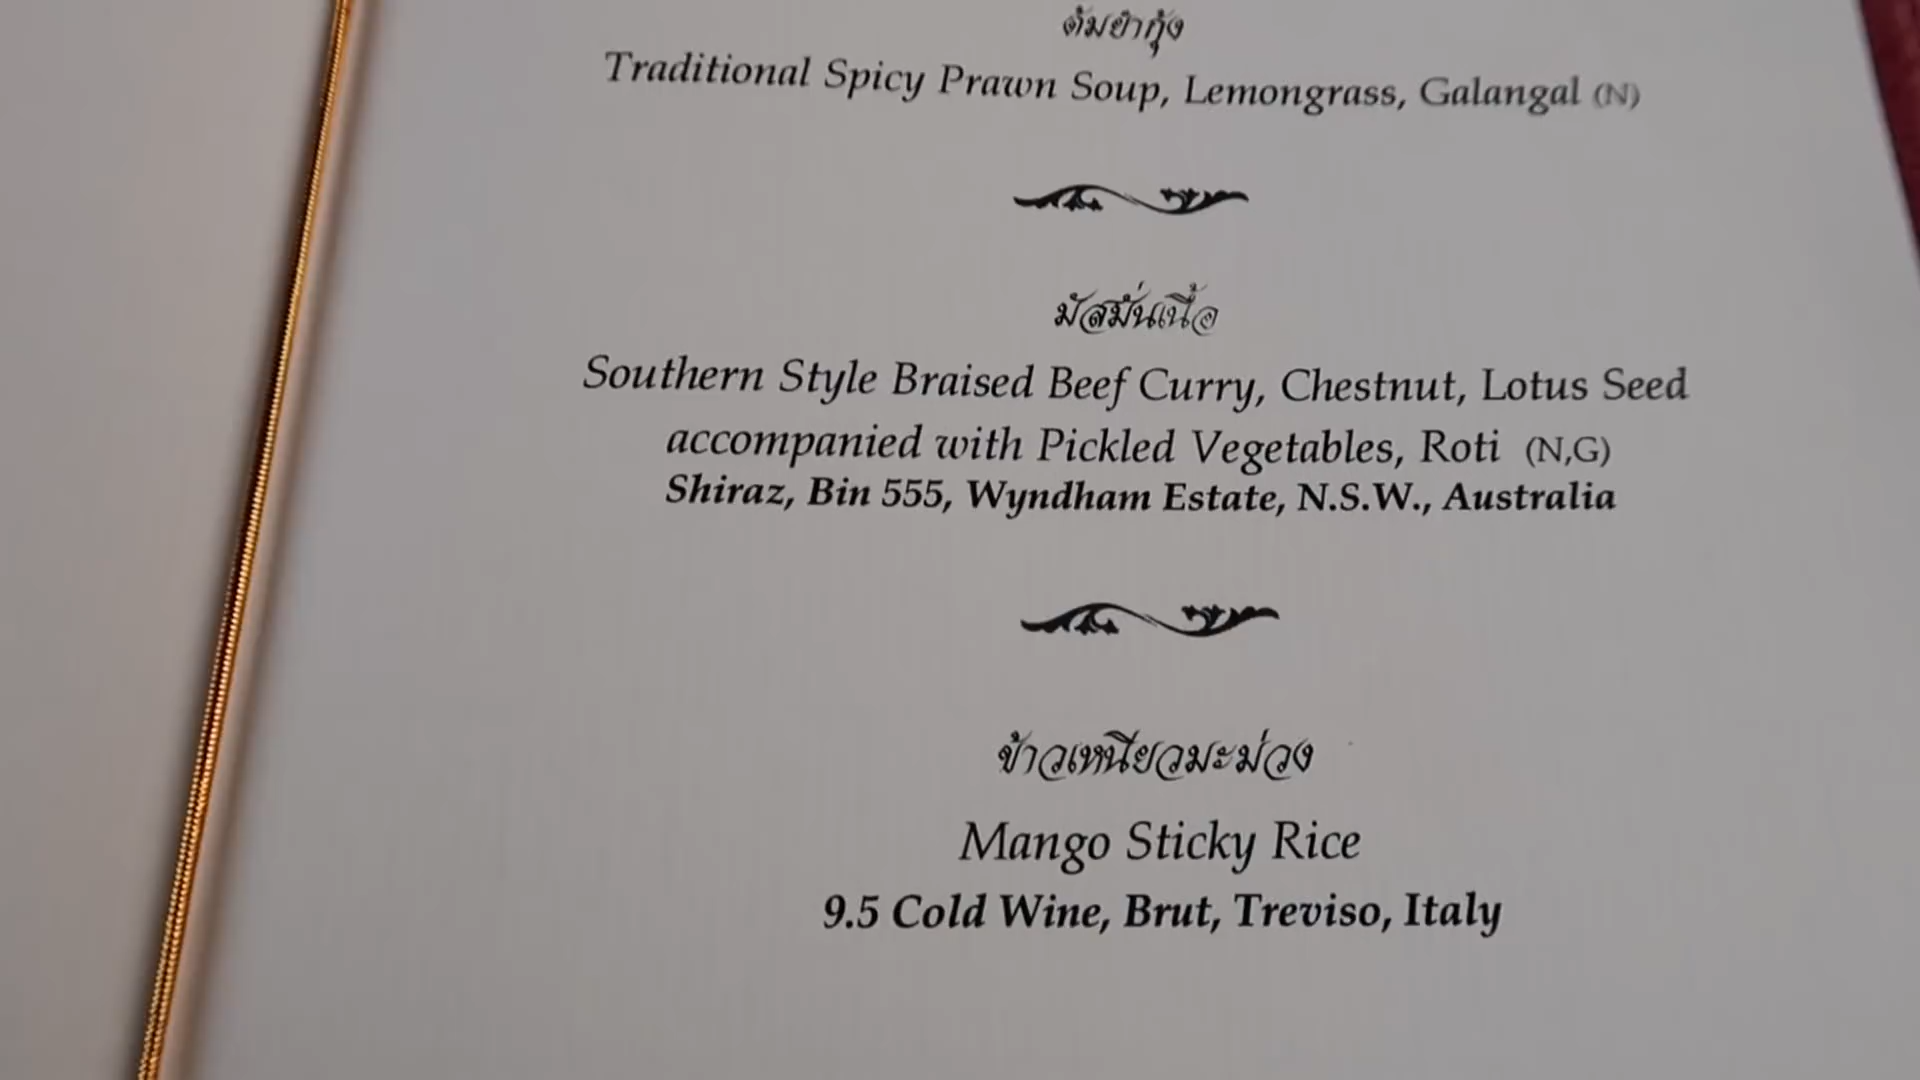 ต้มยำกุ้ง
Traditional Spicy Prawn Soup, Lemongrass, Galangal (N)
มัสมั่นเนื้อ
Southern Style Braised Beef Curry, Chestnut, Lotus Seed
accompanied with Pickled Vegetables, Roti (N,G)
Shiraz, Bin 555, Wyndham Estate, N.S.W., Australia
ข้าวเหนียวมะม่วง
Mango Sticky Rice
9.5 Cold Wine, Brut, Treviso, Italy